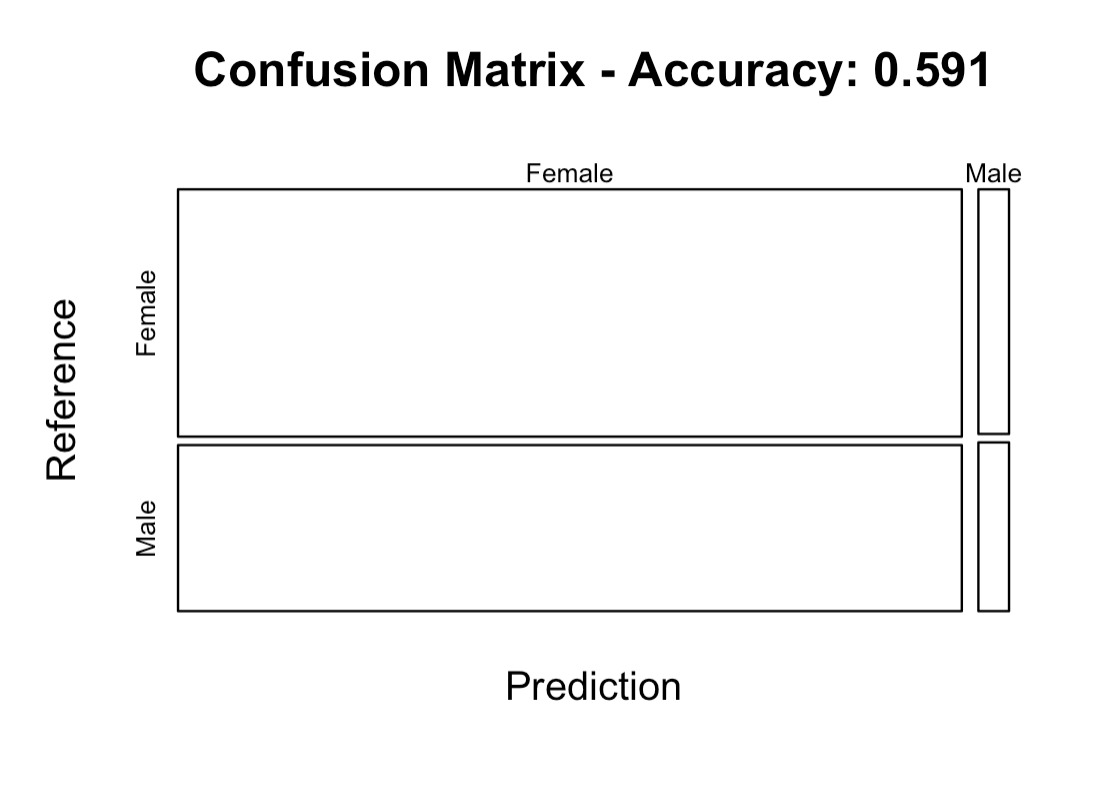 Confusion Matrix - Accuracy: 0.591
Female
Male
Reference
Female
Male
Prediction